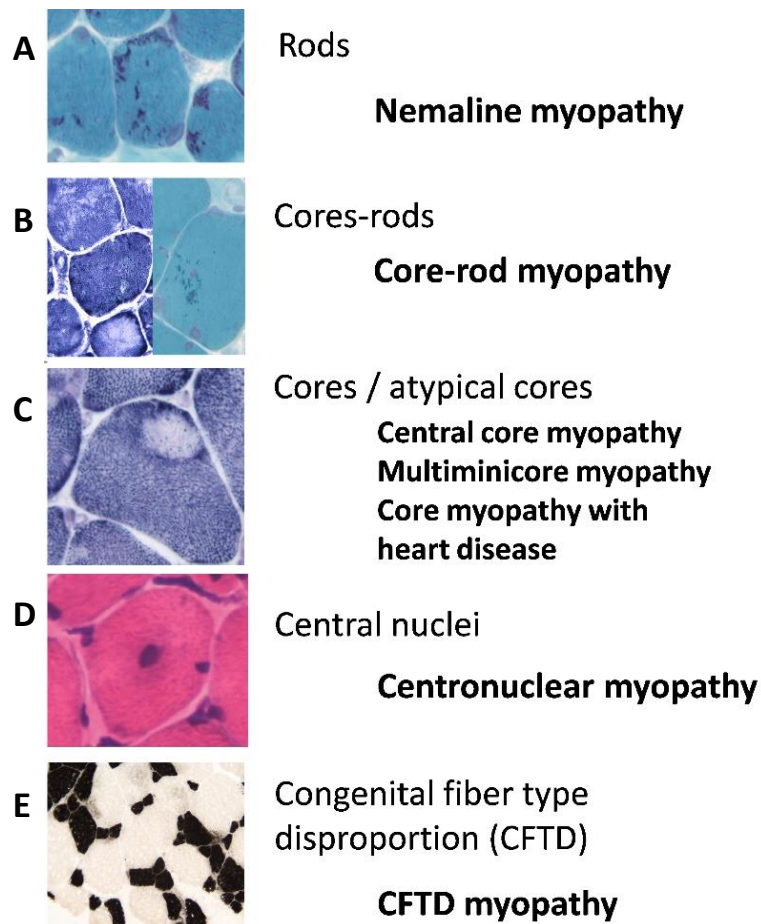 A
Rods
Nemaline myopathy
B
Cores-rods
Core-rod myopathy
C
Cores / atypical cores
Central core myopathy
Multiminicore myopathy
Core myopathy with
heart disease
D
Central nuclei
Centronuclear myopathy
E
Congenital fiber type
disproportion (CFTD)
CFTD myopathy